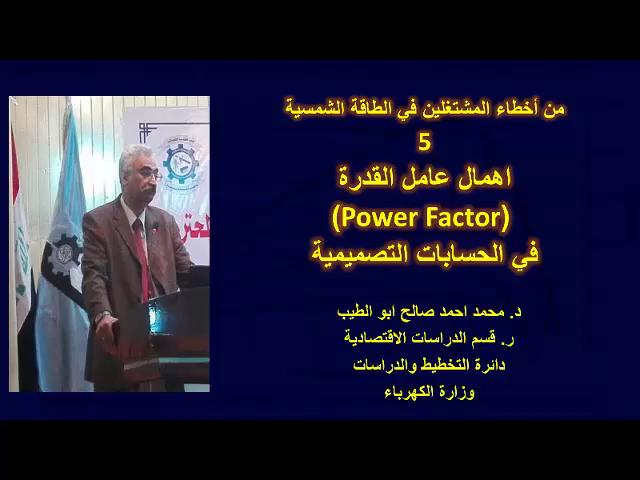 من أخطاء المشتغلين في الطاقة الشمسية
5
اهمال عامل القدرة
(Power Factor)
في الحسابات التصميمية
د. محمد احمد صالح ابو الطيب
ر. قسم الدراسات الاقتصادية
دائرة التخطيط والدراسات
وزارة الكهرباء